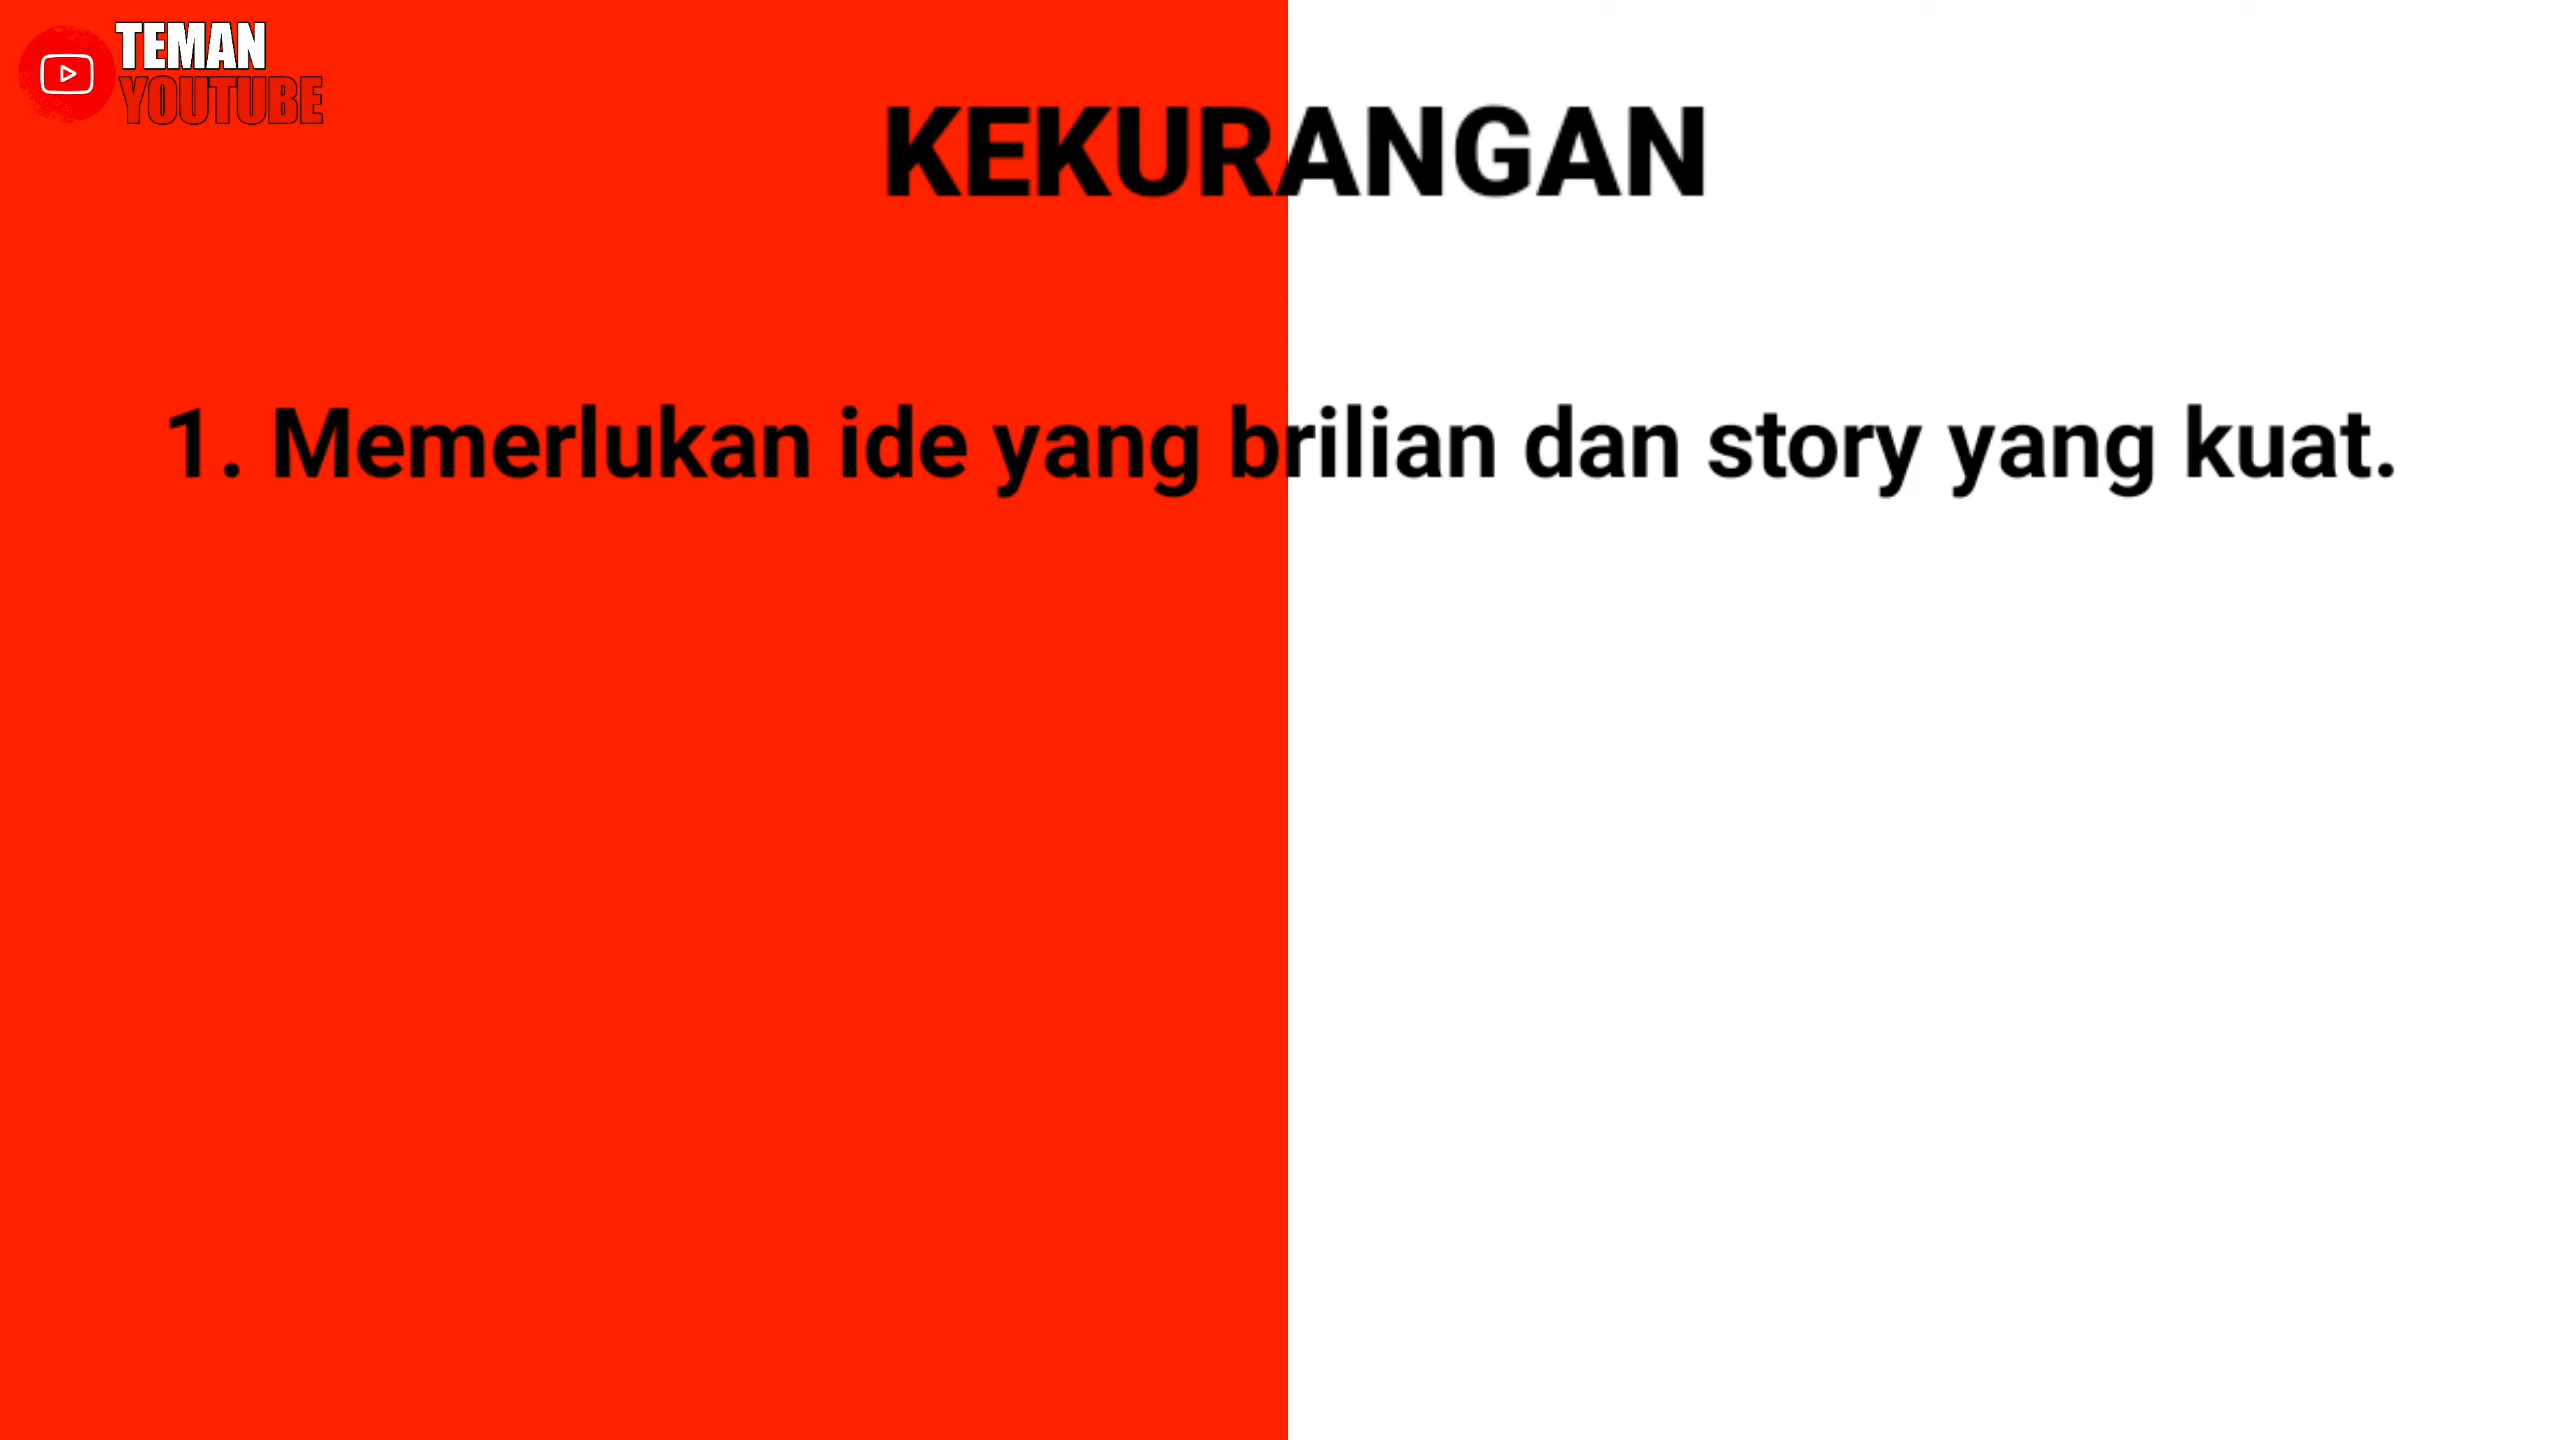 TEMAN
YOUTUBE
KEKURANGAN
1. Memerlukan ide yang brilian dan story yang kuat.